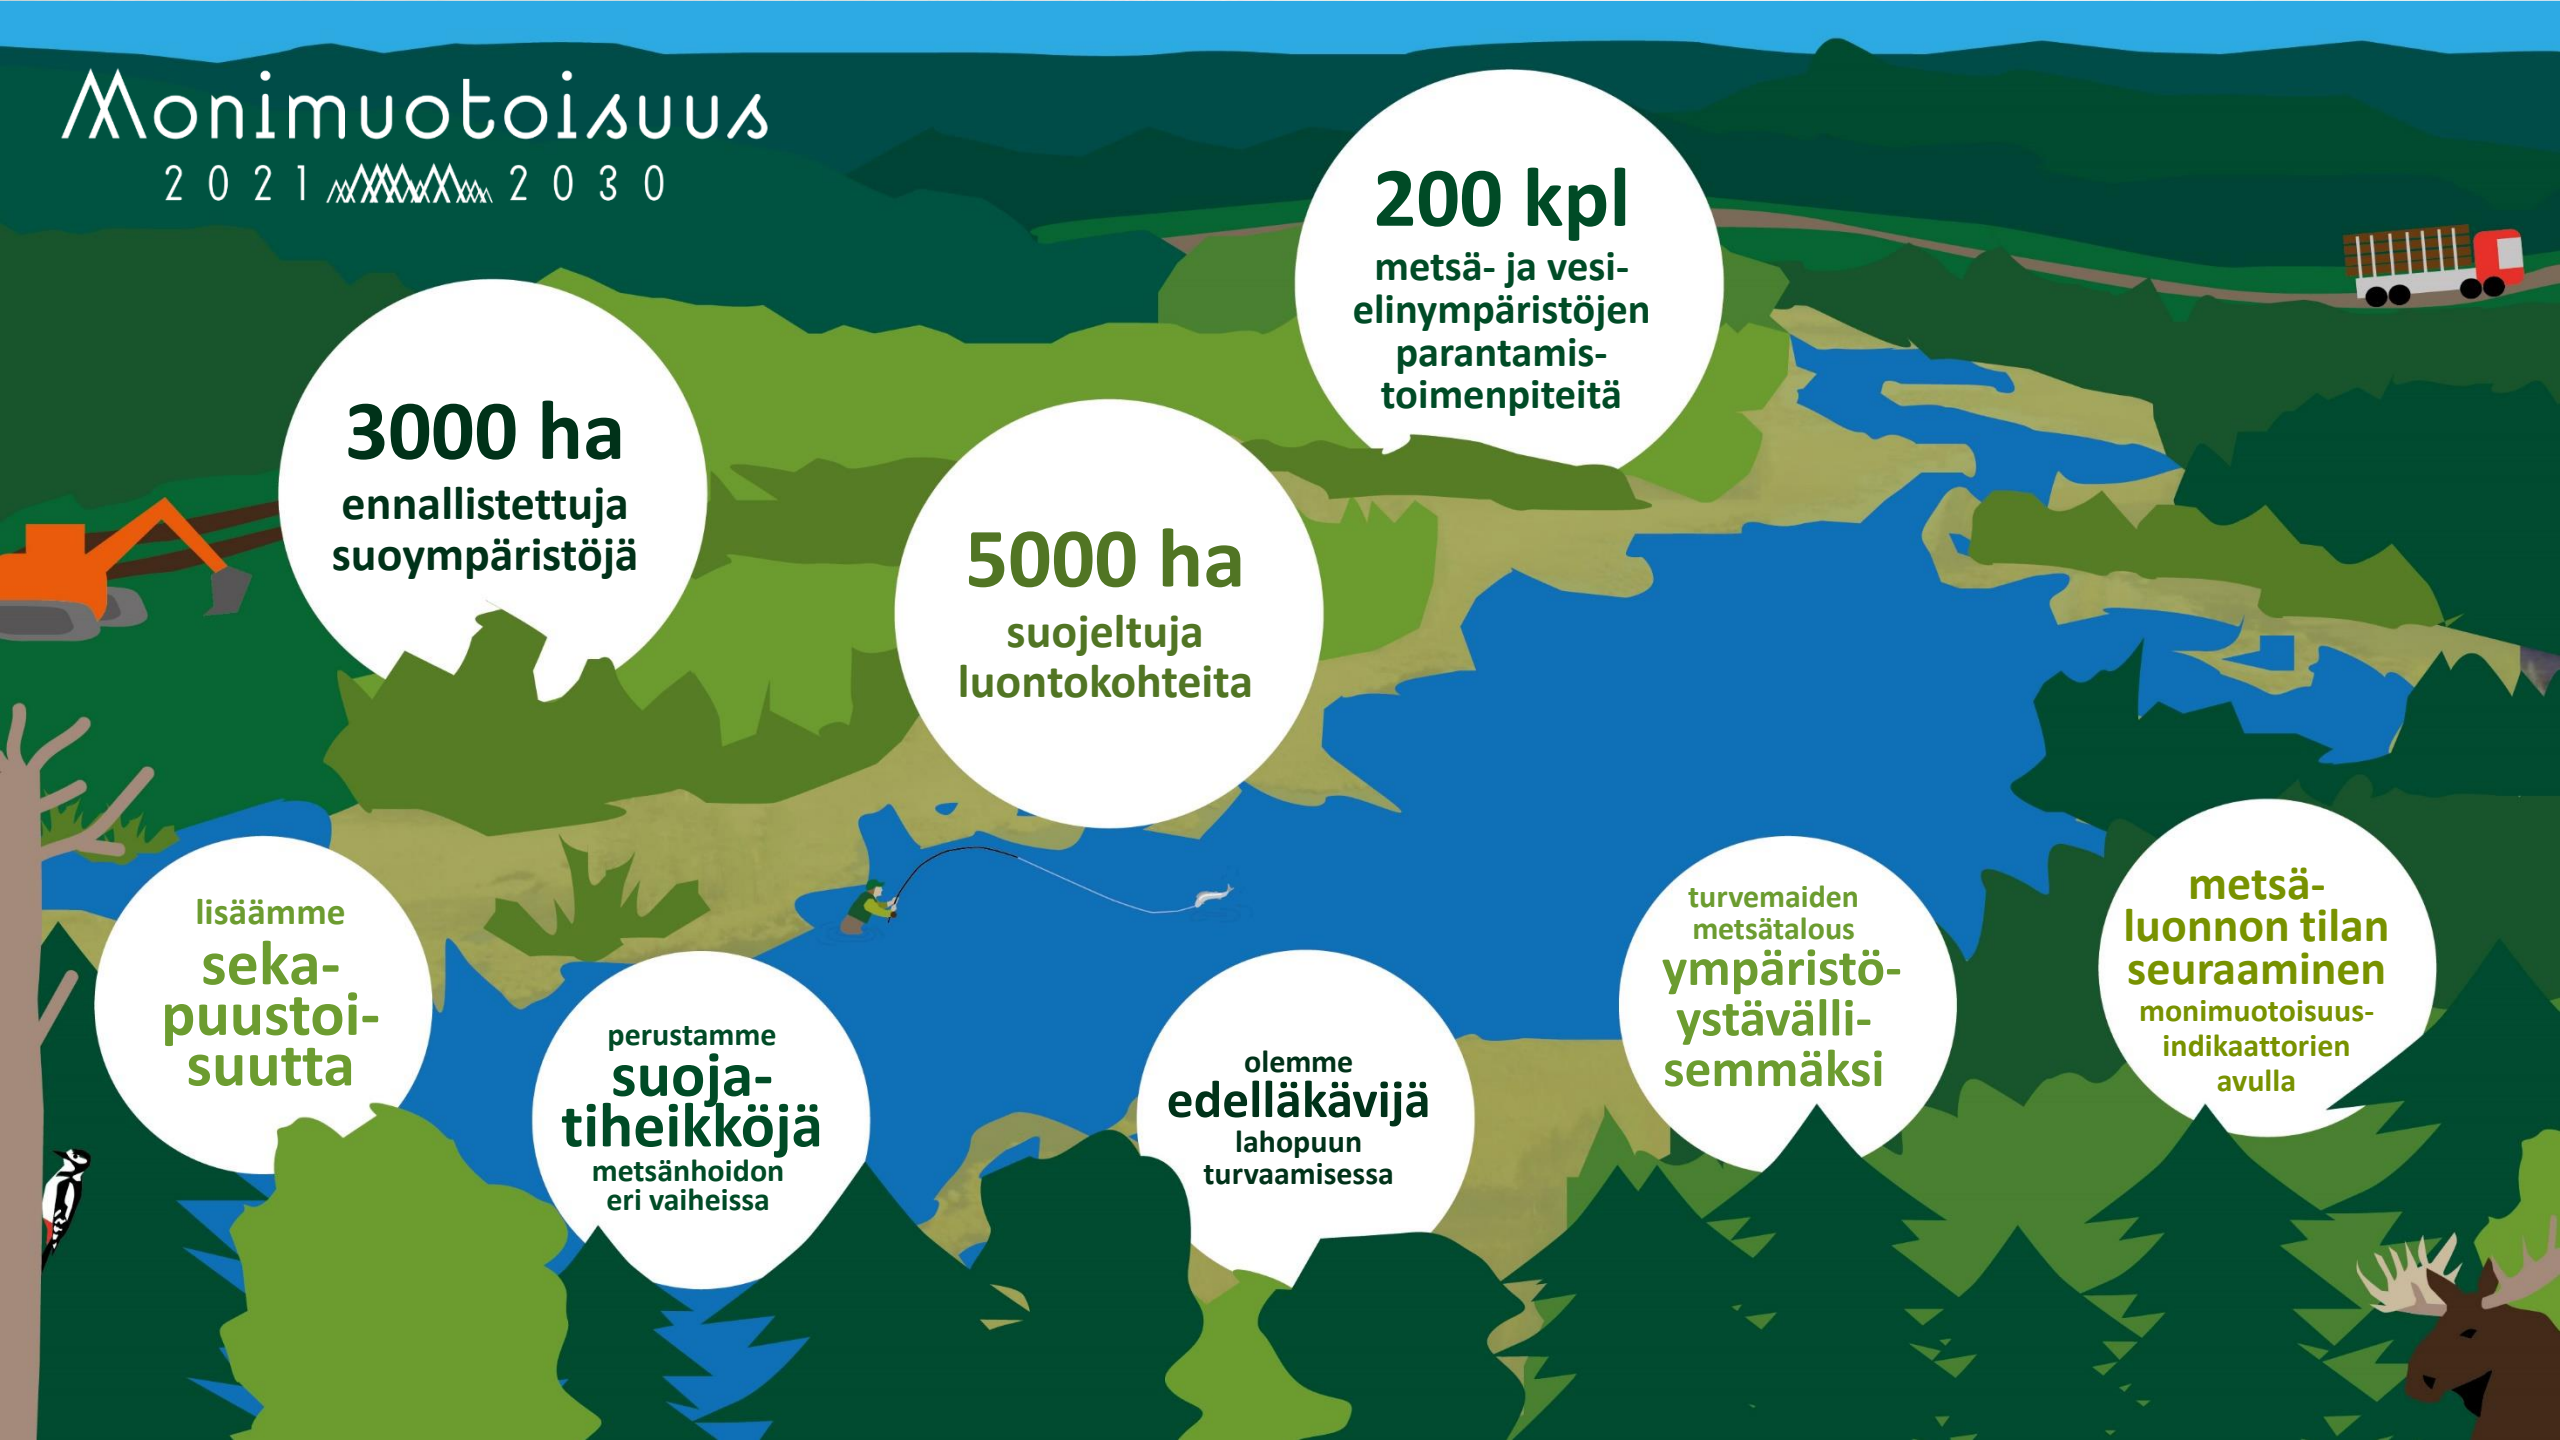 Monimuotoisuus
2021 2030
200 kpl
metsä- ja vesi-
elinympäristöjen
parantamis-
toimenpiteitä
3000 ha
ennallistettuja
suoympäristöjä
5000 ha
suojeltuja
luontokohteita
lisäämme
seka-
puustoi-
suutta
perustamme
suoja-
tiheikköjä
metsänhoidon
eri vaiheissa
olemme
edelläkävijä
lahopuun
turvaamisessa
turvemaiden
metsätalous
ympäristö-
ystävälli-
semmäksi
metsä-
luonnon tilan
seuraaminen
monimuotoisuus-
indikaattorien
avulla